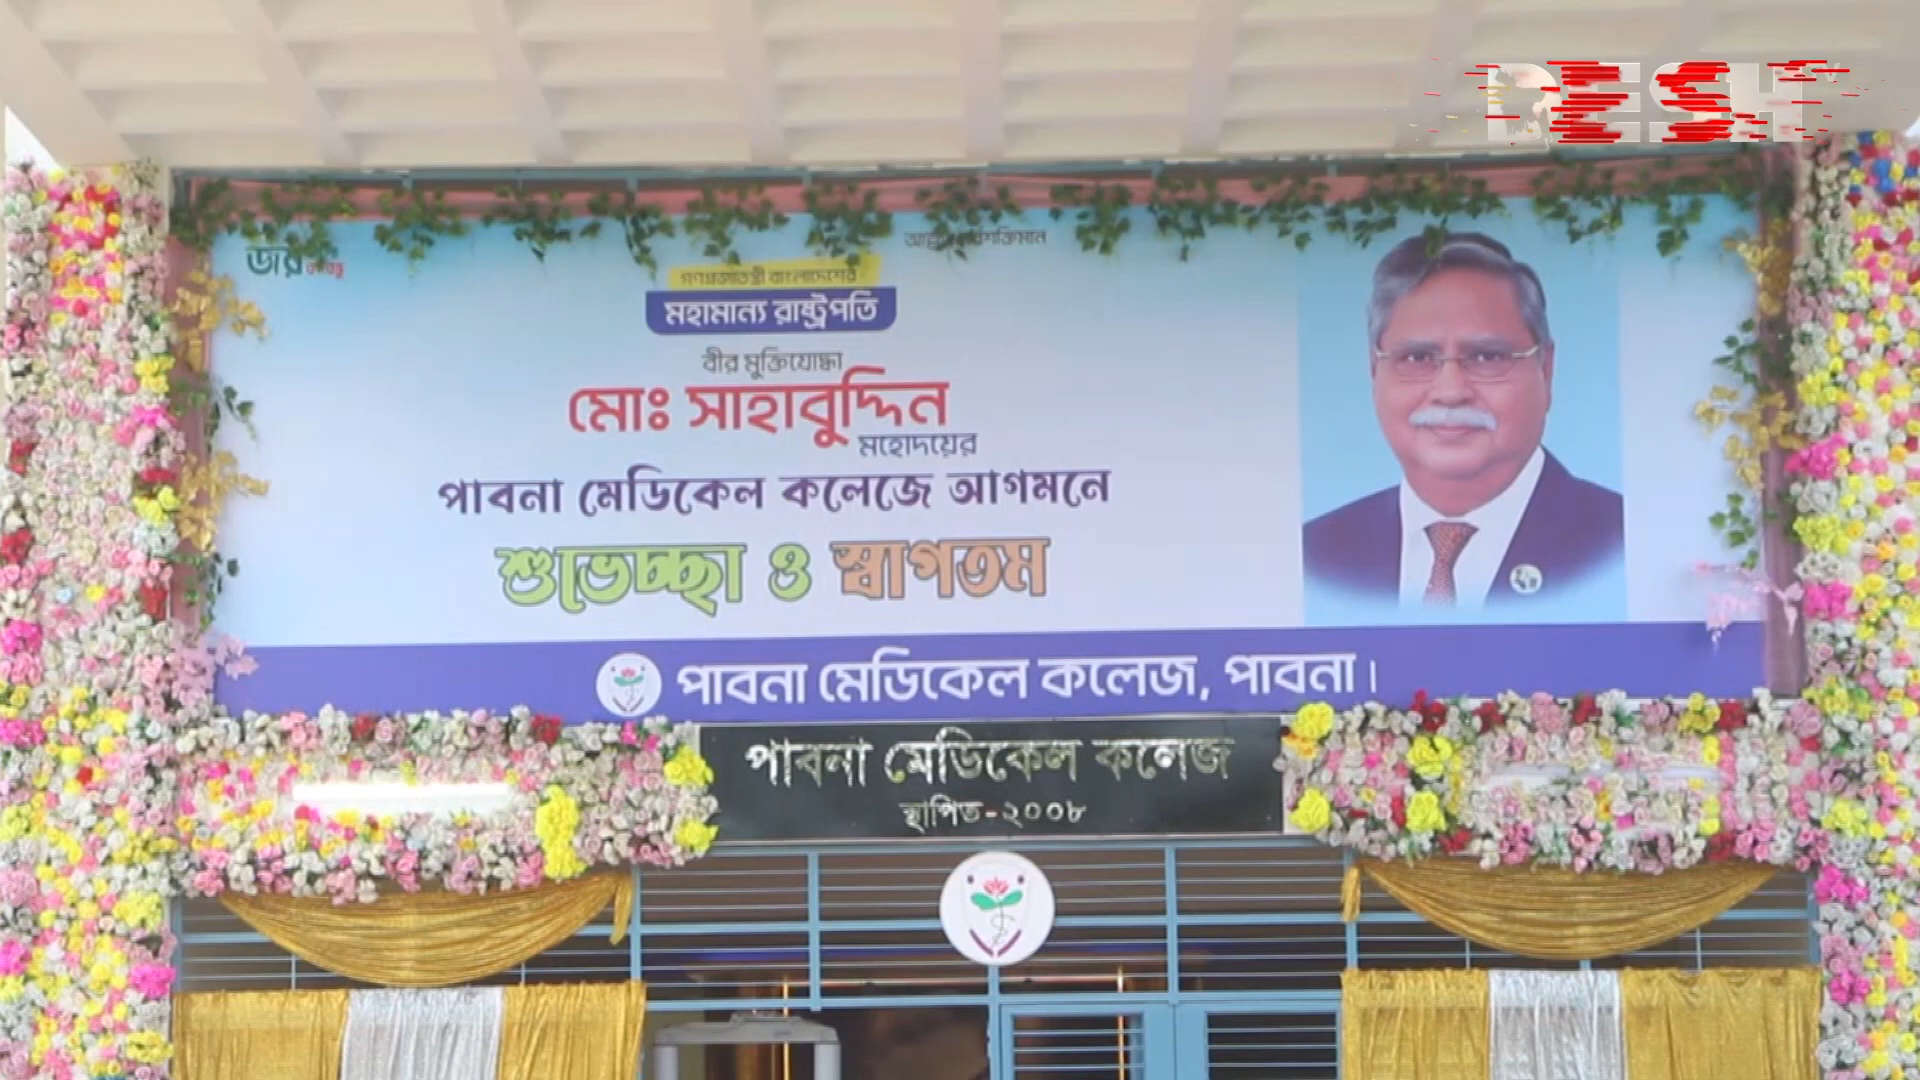 DESH
গণপ্রজাতন্ত্রী বাংলাদেশের
মহামান্য রাষ্ট্রপতি
বীর মুক্তিযোদ্ধা
মোঃ সাহাবুদ্দিন
মহোদয়ের
পাবনা মেডিকেল কলেজে আগমনে
শুভেচ্ছা ও স্বাগতম
পাবনা মেডিকেল কলেজ, পাবনা।
পাবনা মেডিকেল কলেজ
স্থাপিত-২০০৮